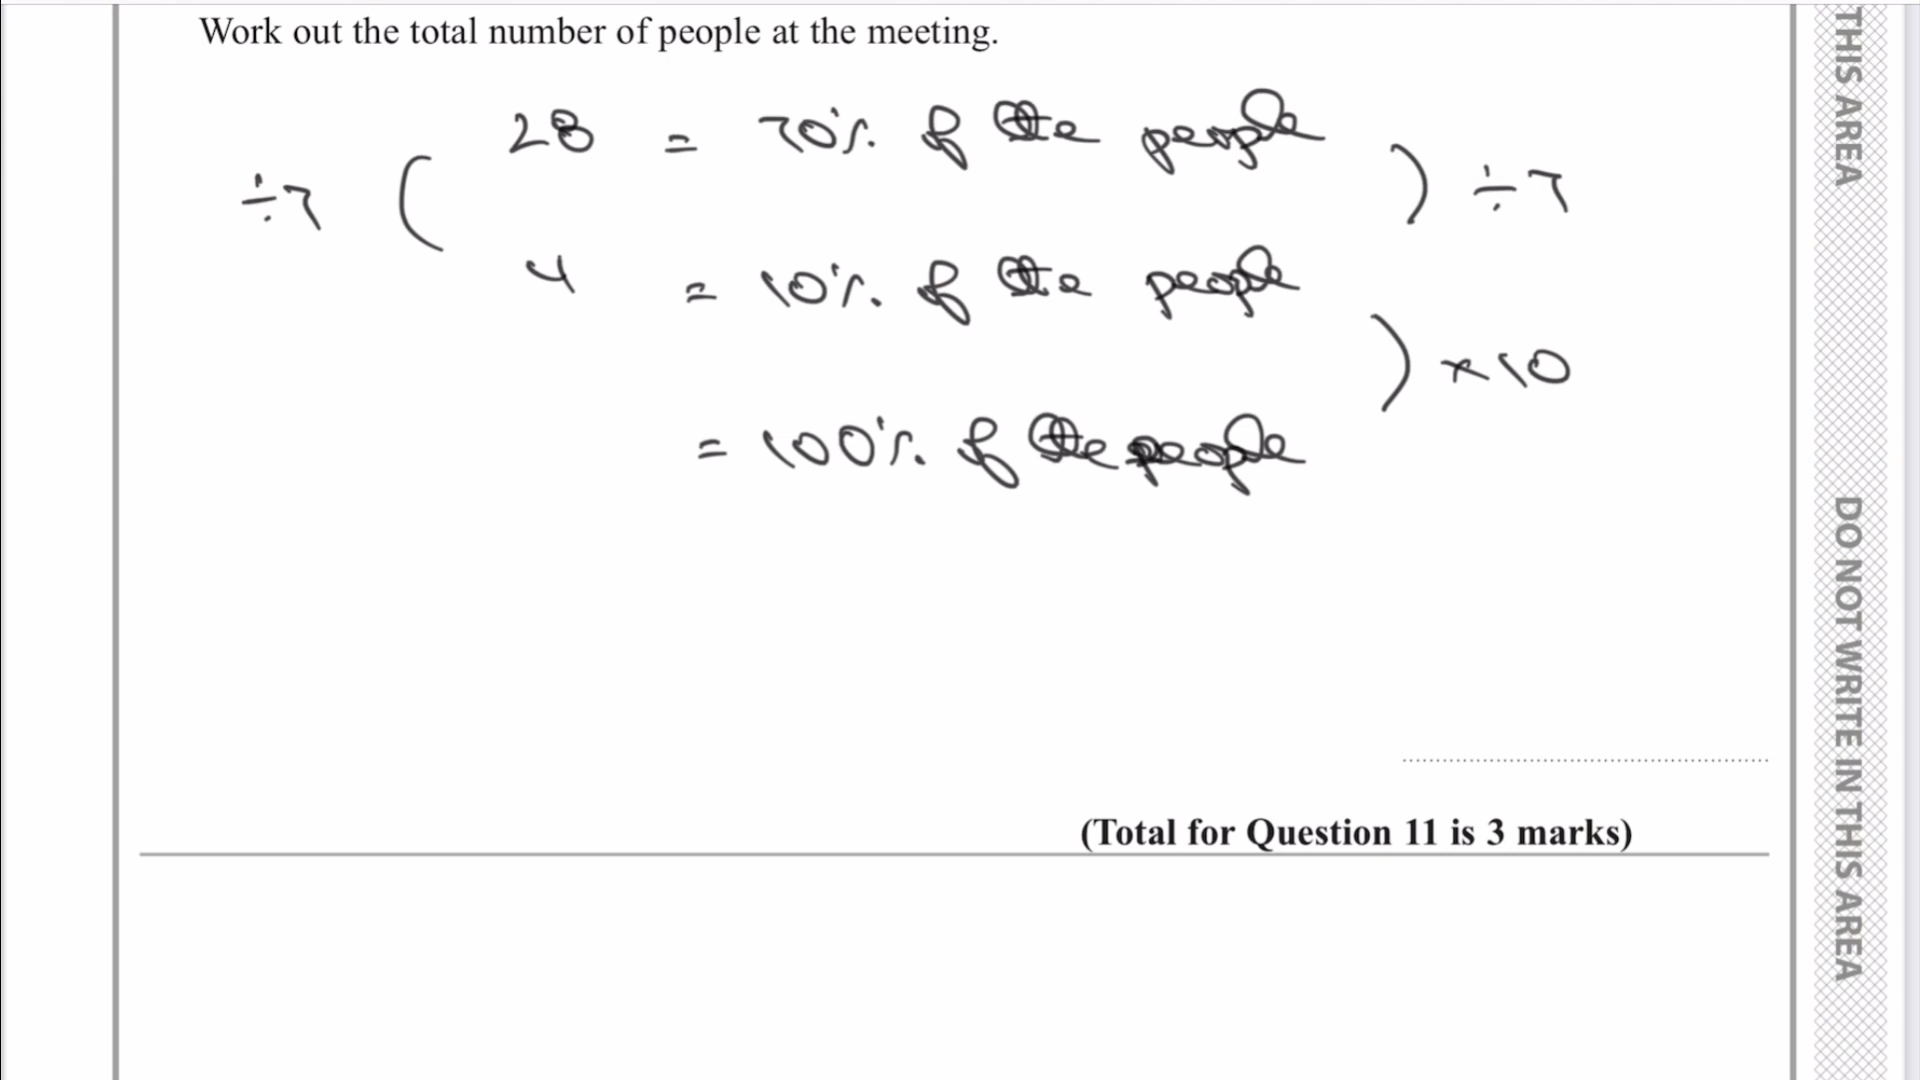 Work out the total number of people at the meeting.
28 = 70% of the people
÷7 ( ) ÷7
4 = 10% of the people
) ×10
= 100% of the people
(Total for Question 11 is 3 marks)
THIS AREA
DO NOT WRITE IN THIS AREA